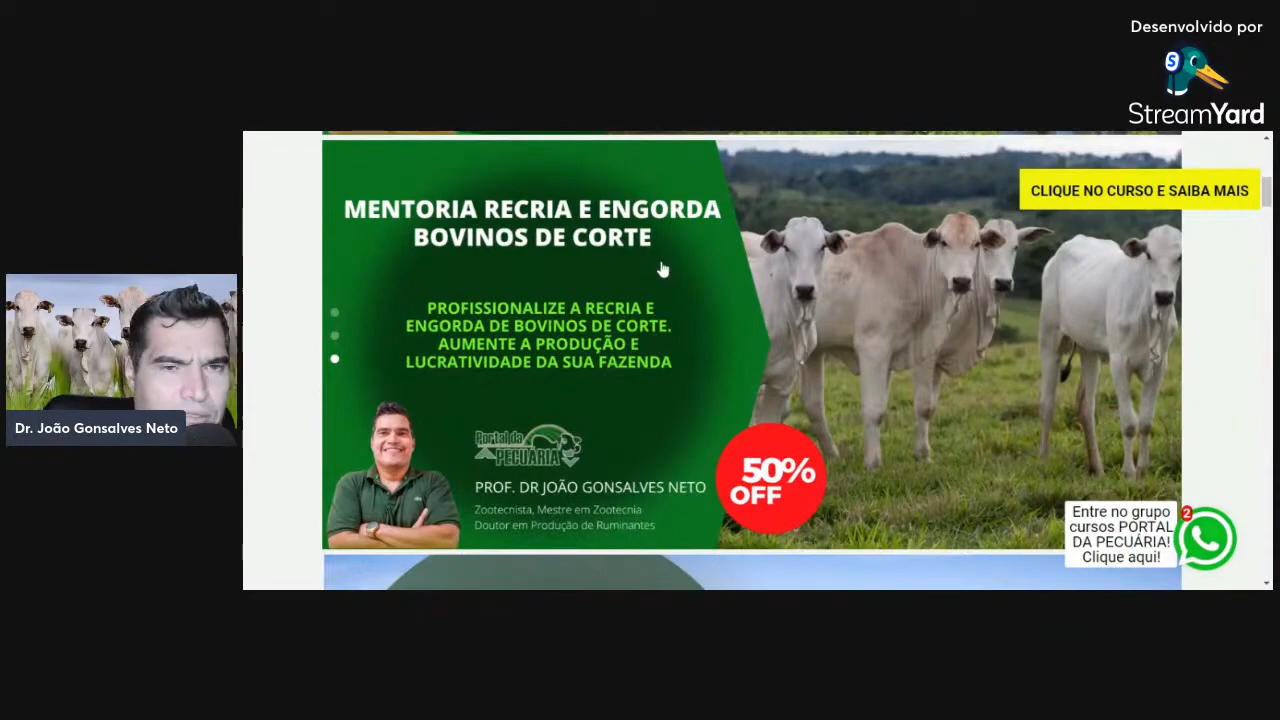 Desenvolvido por
StreamYard
CLIQUE NO CURSO E SAIBA MAIS
MENTORIA RECRIA E ENGORDA
BOVINOS DE CORTE
PROFISSIONALIZE A RECRIA E
ENGORDA DE BOVINOS DE CORTE.
AUMENTE A PRODUÇÃO E
LUCRATIVIDADE DA SUA FAZENDA
Dr. João Gonsalves Neto
Portal da
PECUÁRIA
50%
OFF
PROF. DR JOÃO GONSALVES NETO
Zootecnista, Mestre em Zootecnia
Doutor em Produção de Ruminantes
Entre no grupo
cursos PORTAL
DA PECUÁRIA!
Clique aqui!
2